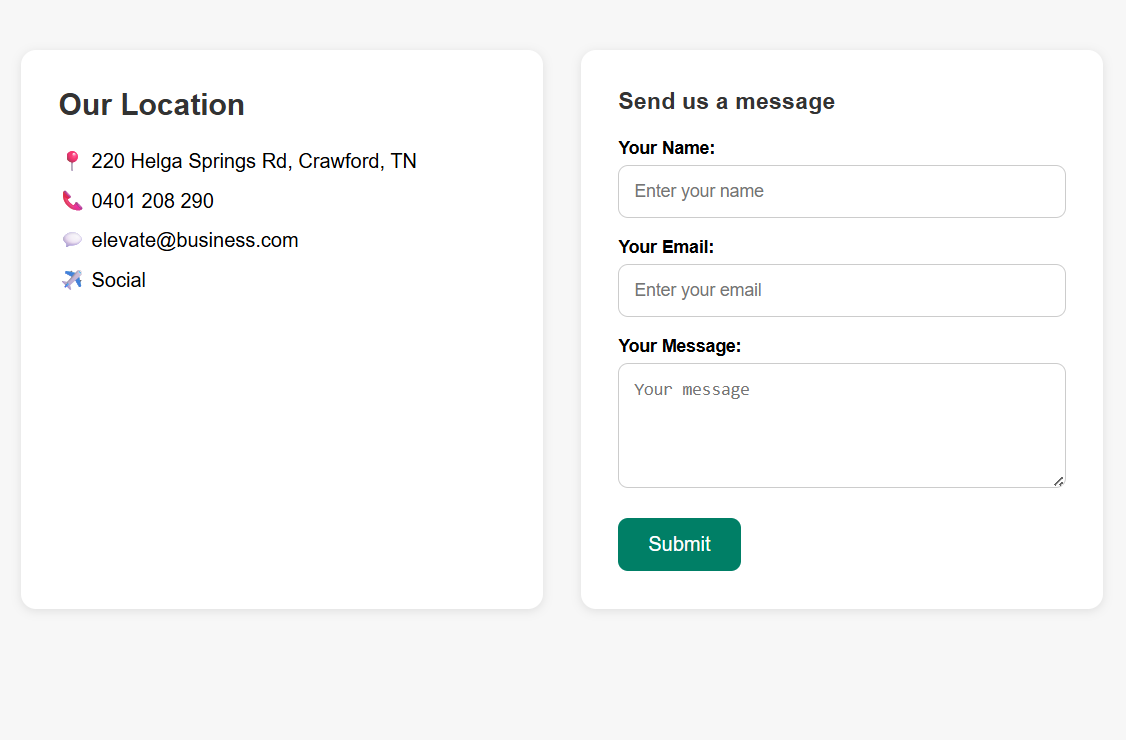 Our Location
220 Helga Springs Rd, Crawford, TN
0401 208 290
elevate@business.com
Social
Send us a message
Your Name:
Enter your name
Your Email:
Enter your email
Your Message:
Your message
Submit